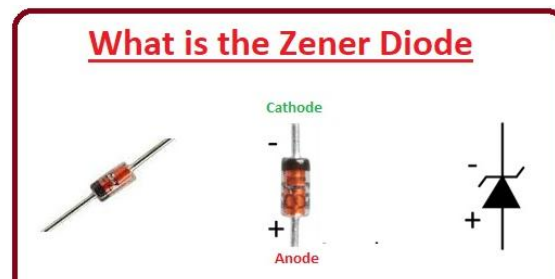 What is the Zener Diode
Cathode
-
-
+
+
Anode